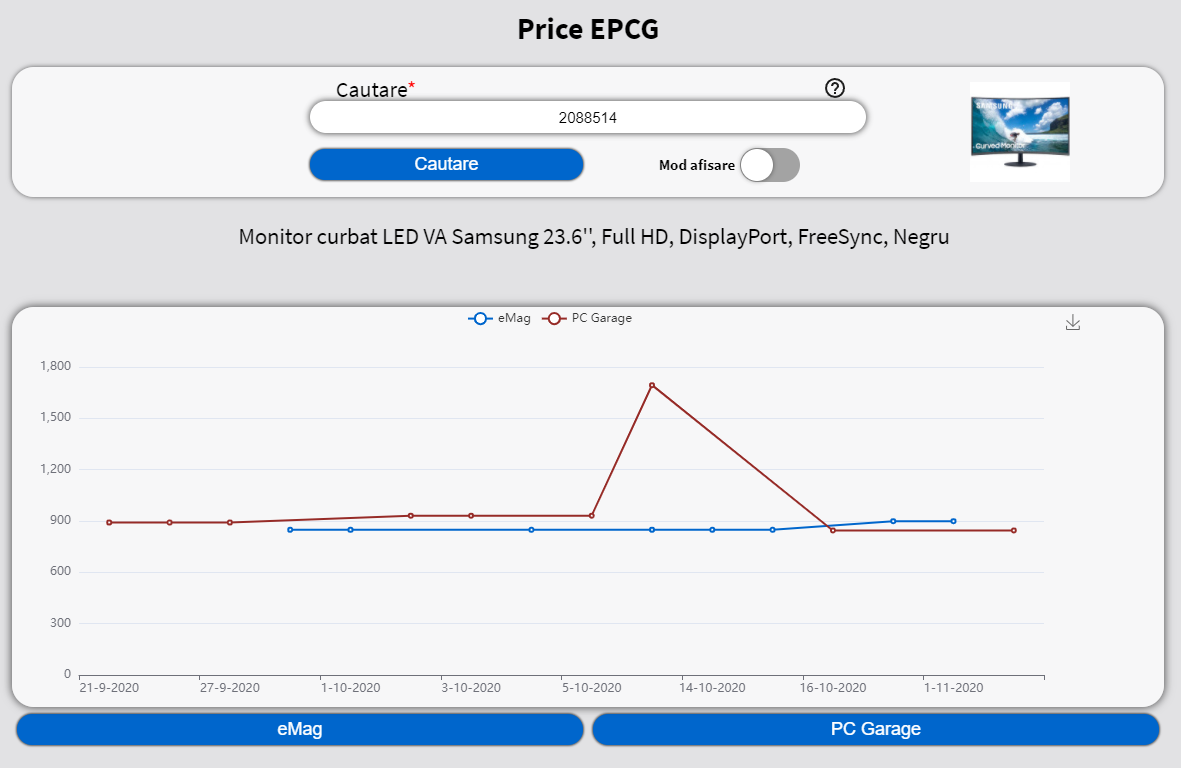 Price EPCG
Cautare*
2088514
Cautare
Mod afisare
SAMSUNG
Curved Monitor
Monitor curbat LED VA Samsung 23.6'', Full HD, DisplayPort, FreeSync, Negru
eMag PC Garage
1,800
1,500
1,200
900
600
300
0
21-9-2020 27-9-2020 1-10-2020 3-10-2020 5-10-2020 14-10-2020 16-10-2020 1-11-2020
eMag PC Garage